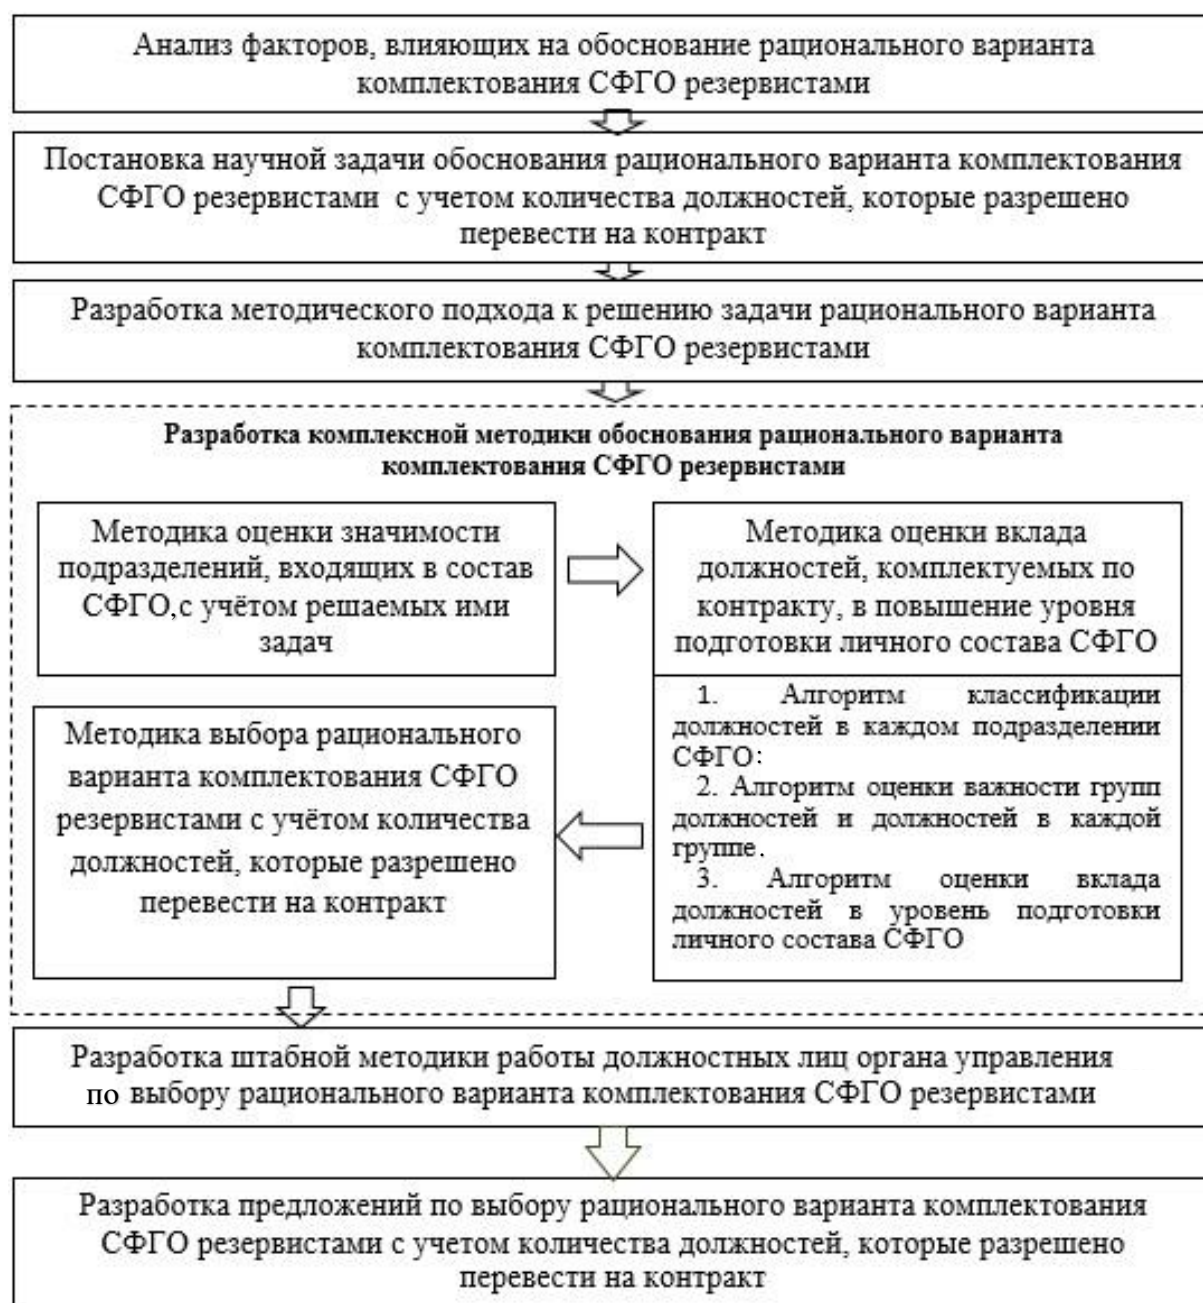 Анализ факторов, влияющих на обоснование рационального варианта
комплектования СФГО резервистами
Постановка научной задачи обоснования рационального варианта комплектования
СФГО резервистами с учетом количества должностей, которые разрешено
перевести на контракт
Разработка методического подхода к решению задачи рационального варианта
комплектования СФГО резервистами
Разработка комплексной методики обоснования рационального варианта
комплектования СФГО резервистами
Методика оценки значимости
подразделений, входящих в состав
СФГО, с учётом решаемых ими
задач
Методика оценки вклада
должностей, комплектуемых по
контракту, в повышение уровня
подготовки личного состава СФГО
1. Алгоритм классификации
должностей в каждом подразделении
СФГО:
2. Алгоритм оценки важности групп
должностей и должностей в каждой
группе.
3. Алгоритм оценки вклада
должностей в уровень подготовки
личного состава СФГО
Методика выбора рационального
варианта комплектования СФГО
резервистами с учётом количества
должностей, которые разрешено
перевести на контракт
Разработка штабной методики работы должностных лиц органа управления
по выбору рационального варианта комплектования СФГО резервистами
Разработка предложений по выбору рационального варианта комплектования
СФГО резервистами с учетом количества должностей, которые разрешено
перевести на контракт